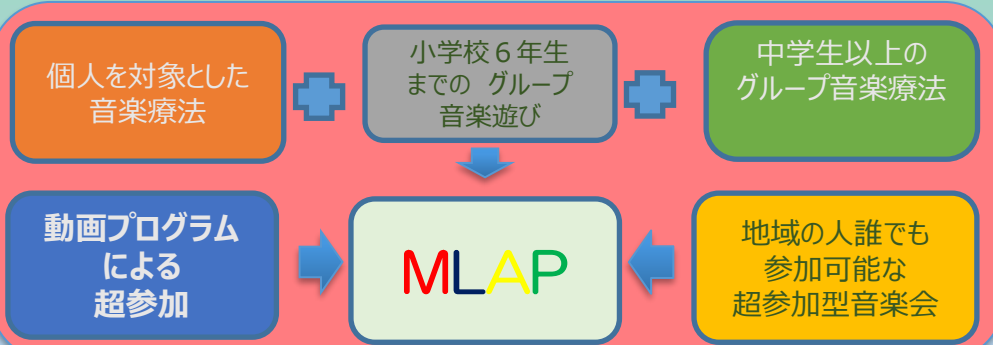 個人を対象とした
音楽療法
小学校６年生
までの グループ
音楽遊び
中学生以上の
グループ音楽療法
動画プログラム
による
超参加
MLAP
地域の人誰でも
参加可能な
超参加型音楽会